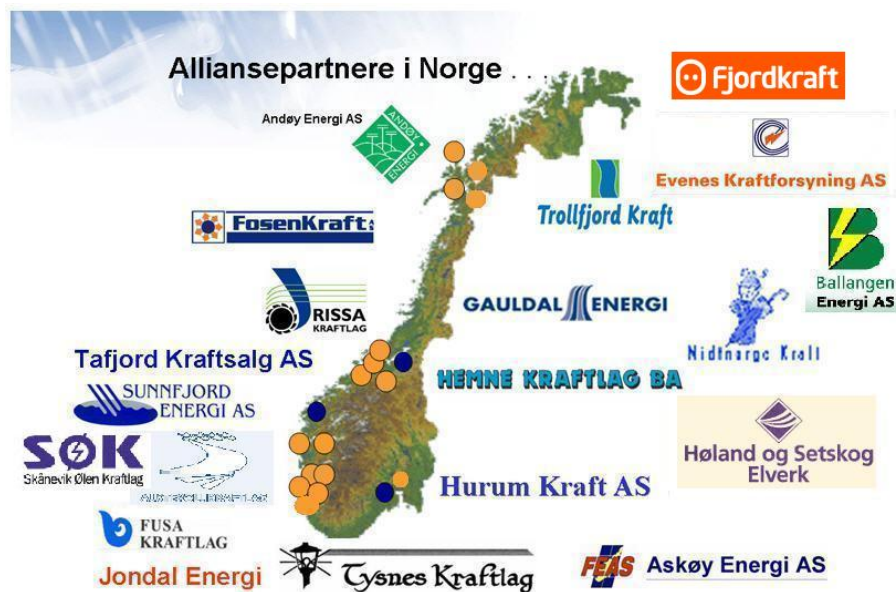 Alliansepartnere i Norge . . .
Fjordkraft
Andøy Energi AS
ANDØY
ENERGI
Evenes Kraftforsyning AS
Trollfjord Kraft
FosenKraft
Ballangen
Energi AS
RISSA
KRAFTLAG
GAULDAL ENERGI
Tafjord Kraftsalg AS
HEMNE KRAFTLAG BA
SUNNFJORD
ENERGI AS
SØK
Skånevik Ølen Kraftlag
Høland og Setskog
Elverk
Hurum Kraft AS
FUSA
KRAFTLAG
Jondal Energi
Tysnes Kraftlag
FEAS
Askøy Energi AS